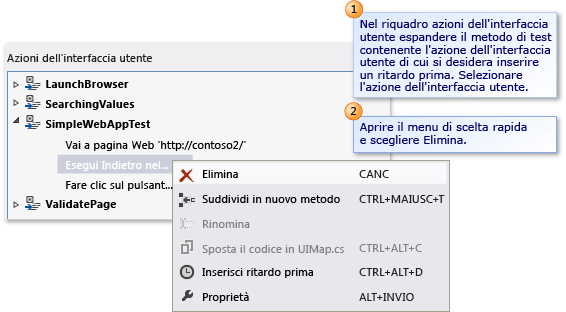 1
Nel riquadro azioni dell'interfaccia
utente espandere il metodo di test
contenente l'azione dell'interfaccia
utente di cui si desidera inserire
un ritardo prima. Selezionare
l'azione dell'interfaccia utente.
2
Aprire il menu di scelta rapida
e scegliere Elimina.
Azioni dell'interfaccia utente
LaunchBrowser
SearchingValues
SimpleWebAppTest
Vai a pagina Web 'http://contoso2/'
Esegui Indietro nel...
Fare clic sul pulsant...
ValidatePage
Elimina CANC
Suddividi in nuovo metodo CTRL+MAIUSC+T
Rinomina
Sposta il codice in UIMap.cs CTRL+ALT+C
Inserisci ritardo prima CTRL+ALT+D
Proprietà ALT+INVIO